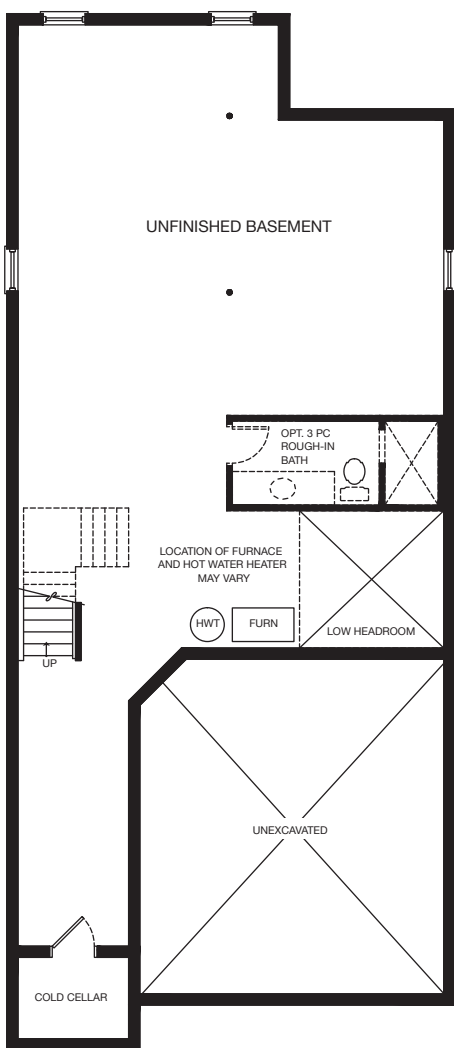 UNFINISHED BASEMENT
OPT. 3 PC
ROUGH-IN
BATH
LOCATION OF FURNACE
AND HOT WATER HEATER
MAY VARY
HWT
FURN
LOW HEADROOM
UP
UNEXCAVATED
COLD CELLAR